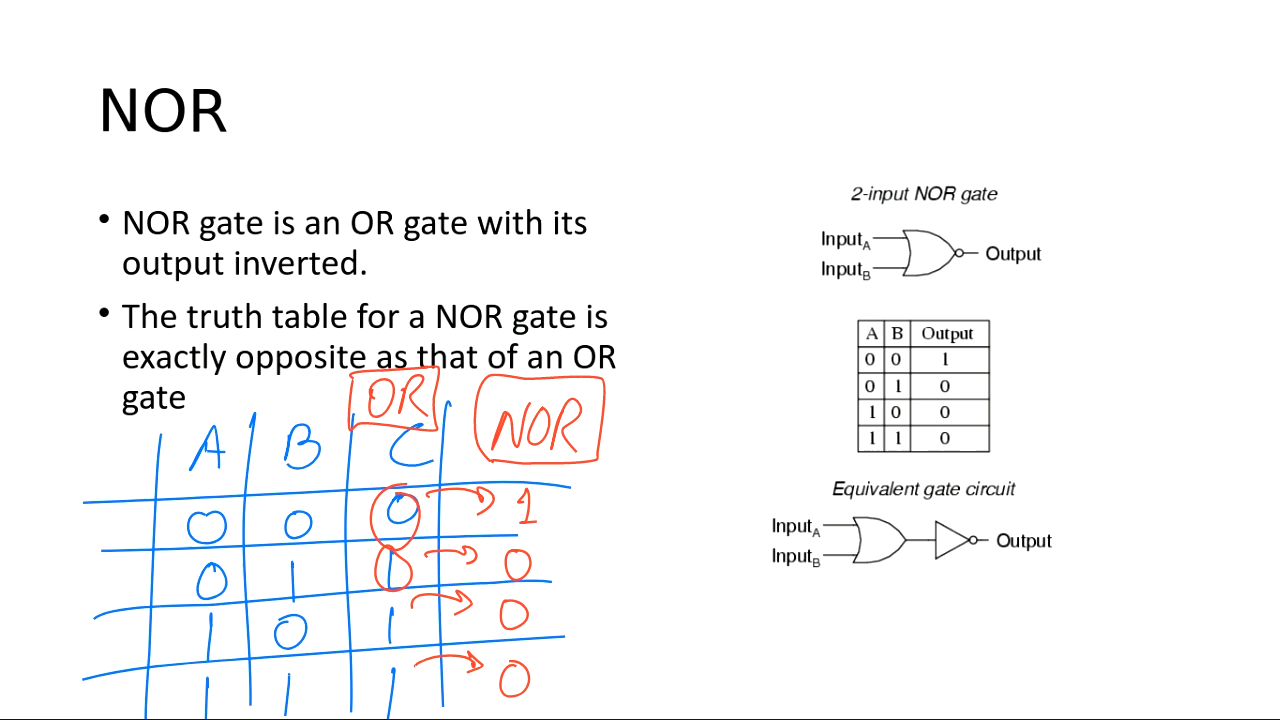 NOR
• NOR gate is an OR gate with its
output inverted.
• The truth table for a NOR gate is
exactly opposite as that of an OR
gate
OR NOR
A B C
0 0 0 1
0 1 1 0
1 0 1 0
1 1 1 0
2-input NOR gate
InputA
InputB
Output
A B Output
0 0 1
0 1 0
1 0 0
1 1 0
Equivalent gate circuit
InputA
InputB
Output